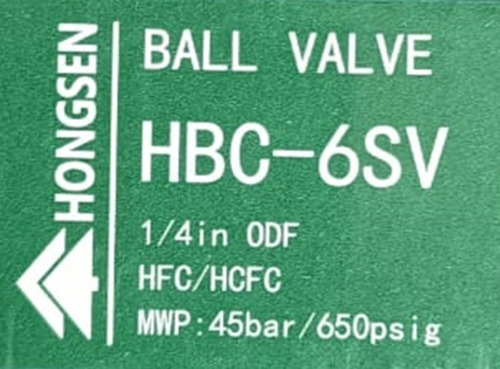 HONGSEN
BALL VALVE
HBC-6SV
1/4in ODF
HFC/HCFC
MWP:45bar/650psig